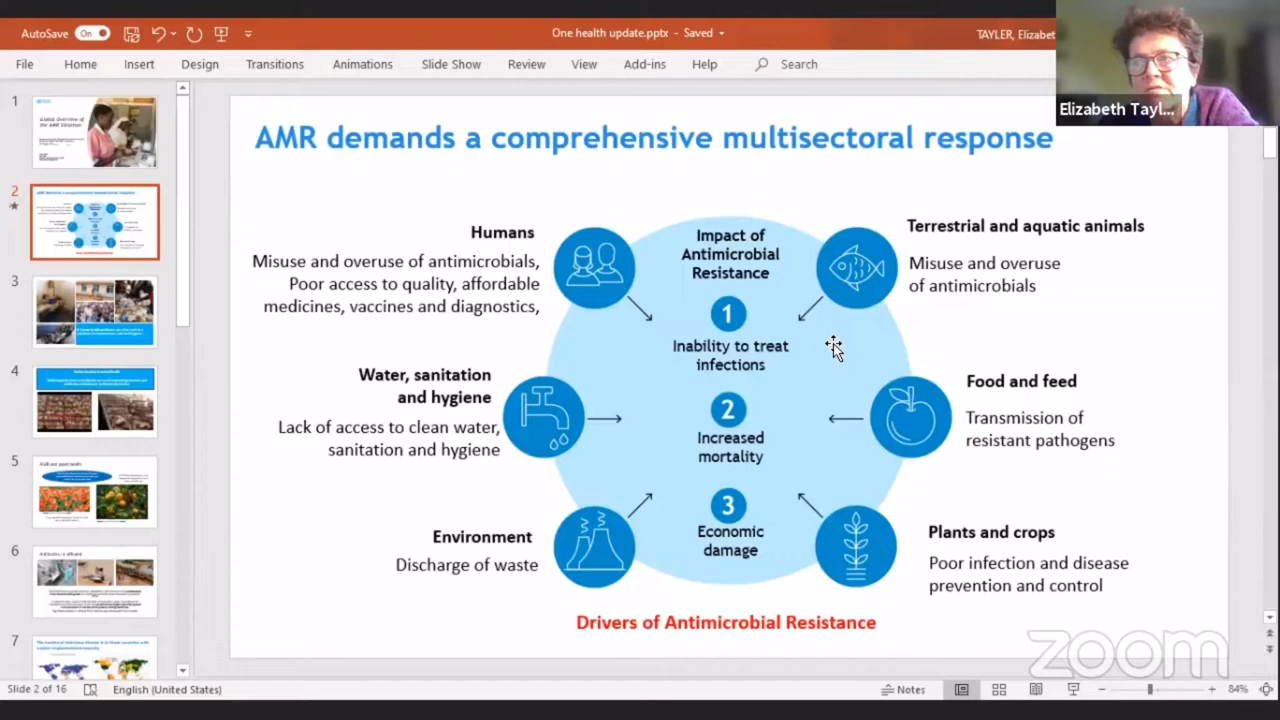 AutoSave On
One health update.pptx - Saved
TAYLER, Elizabet
File Home Insert Design Transitions Animations Slide Show Review View Add-ins Help Search
Elizabeth Tayl...
1
Global Overview of
the AMR Situation
2
3
4
5
6
7
AMR demands a comprehensive multisectoral response
Humans
Misuse and overuse of antimicrobials,
Poor access to quality, affordable
medicines, vaccines and diagnostics,
Water, sanitation
and hygiene
Lack of access to clean water,
sanitation and hygiene
Environment
Discharge of waste
Impact of
Antimicrobial
Resistance
1
Inability to treat
infections
2
Increased
mortality
3
Economic
damage
Terrestrial and aquatic animals
Misuse and overuse
of antimicrobials
Food and feed
Transmission of
resistant pathogens
Plants and crops
Poor infection and disease
prevention and control
Drivers of Antimicrobial Resistance
zoom
Slide 2 of 16 English (United States) Notes 84%